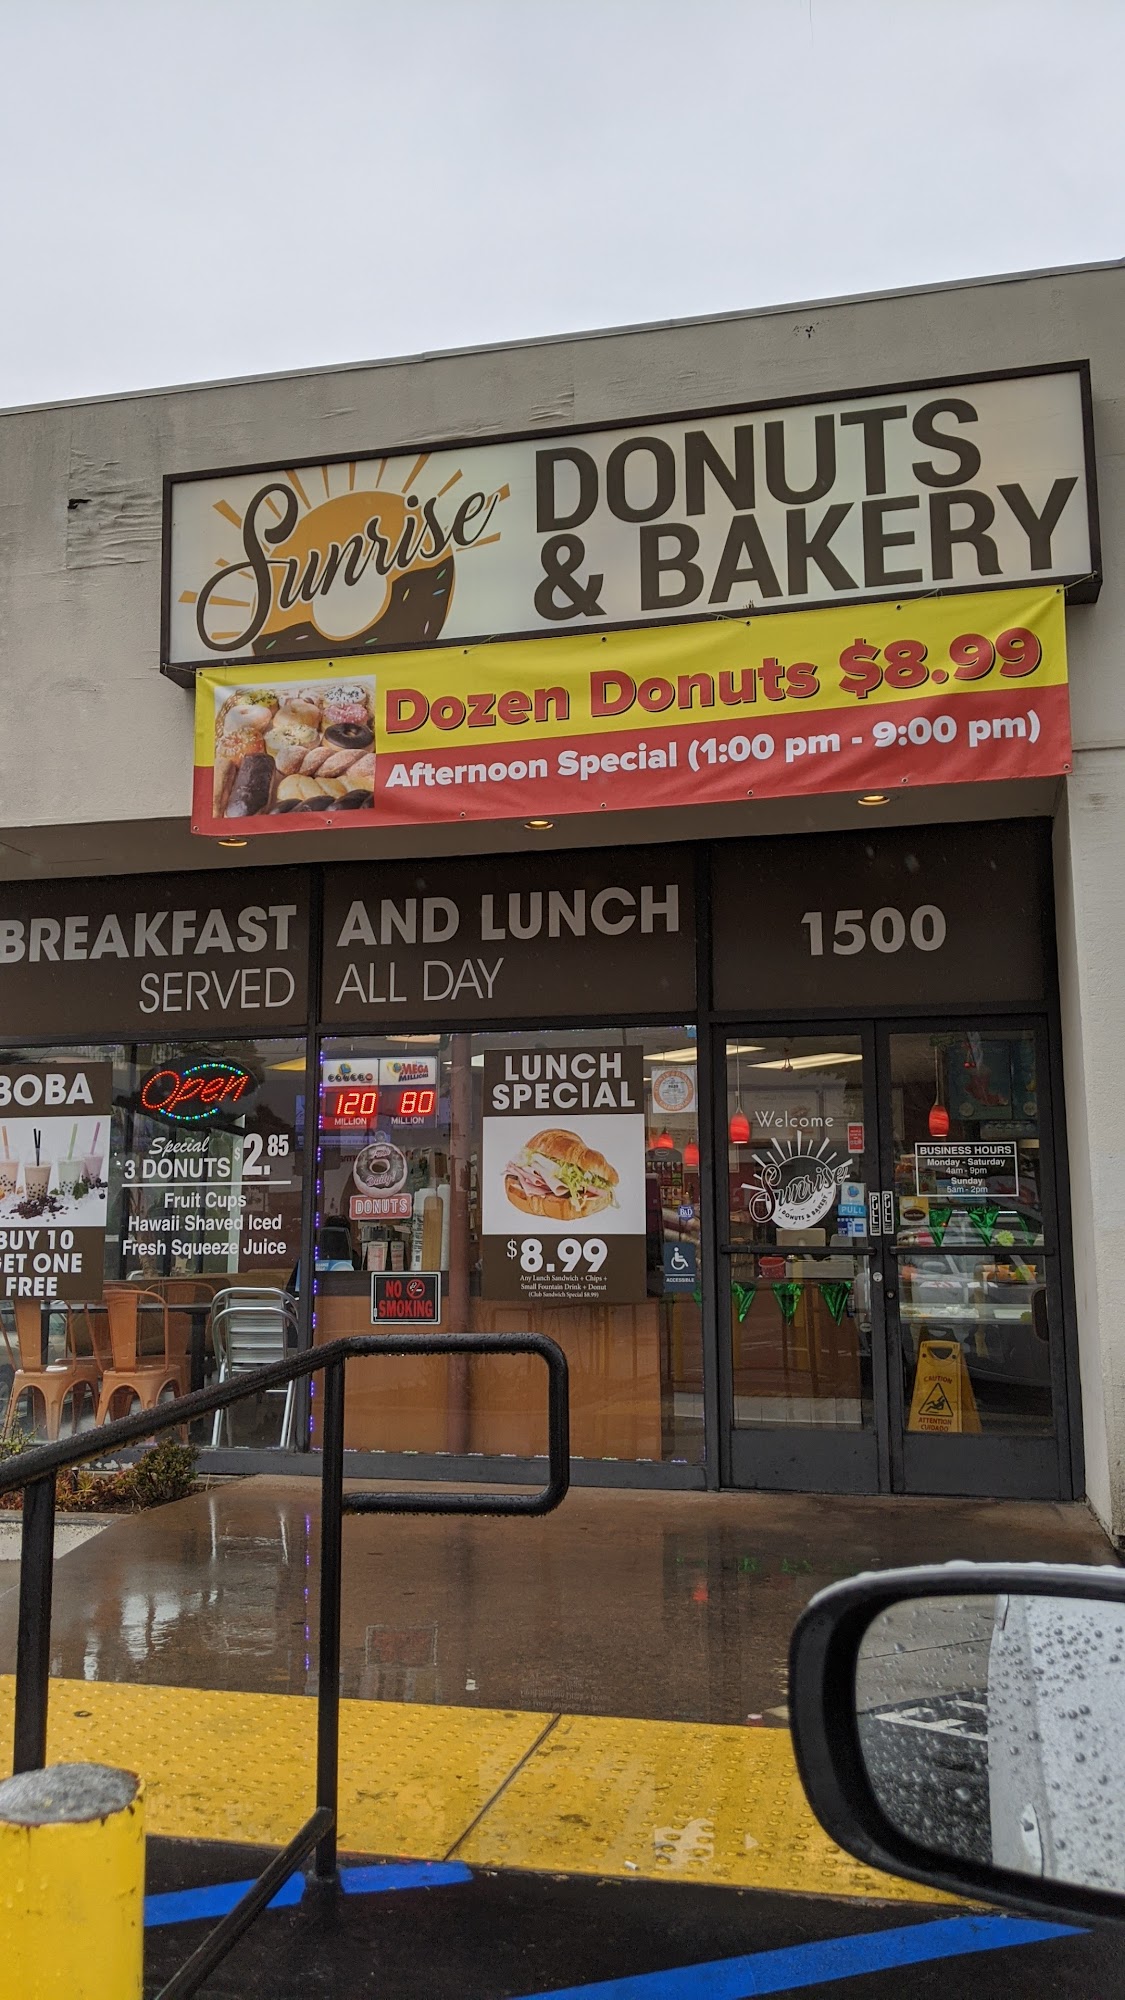 Sunrise
DONUTS
& BAKERY
Dozen Donuts $8.99
Afternoon Special (1:00 pm - 9:00 pm)
BREAKFAST AND LUNCH
SERVED ALL DAY
1500
BOBA
BUY 10
GET ONE
FREE
Open
Special
3 DONUTS $2.85
Fruit Cups
Hawaii Shaved Iced
Fresh Squeeze Juice
MEGA
MILLIONS
120 80
MILLION MILLION
DONUTS
NO
SMOKING
LUNCH
SPECIAL
$8.99
Any Lunch Sandwich + Chips +
Small Fountain Drink + Donut
(Club Sandwich Special $8.99)
ACCESSIBLE
Welcome
Sunrise
DONUTS & BAKERY
PULL
PULL
PULL
BUSINESS HOURS
Monday - Saturday
4am - 9pm
Sunday
5am - 2pm
CAUTION
ATTENTION
CUIDADO